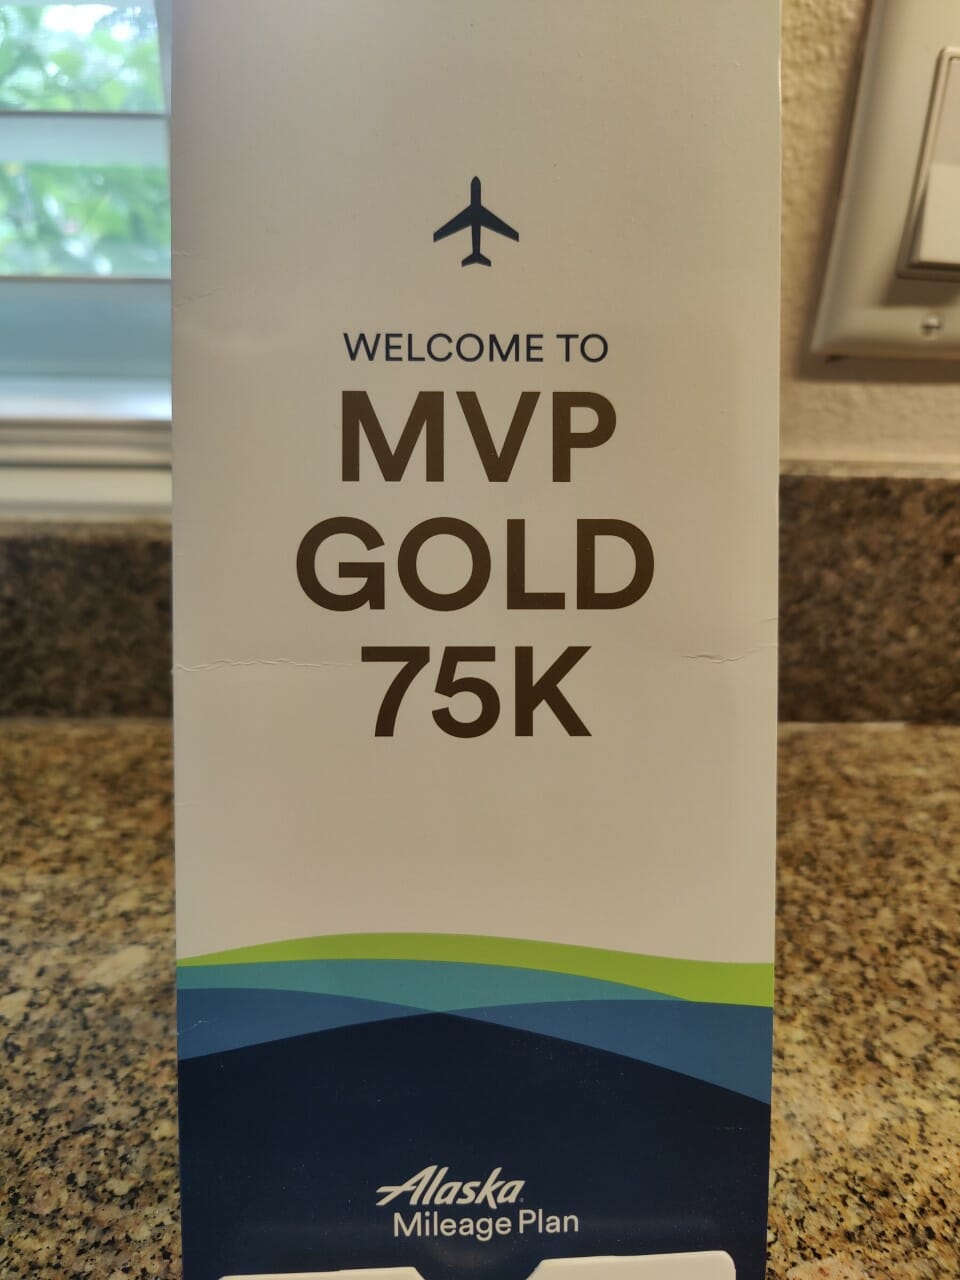 WELCOME TO
MVP
GOLD
75K
Alaska
Mileage Plan